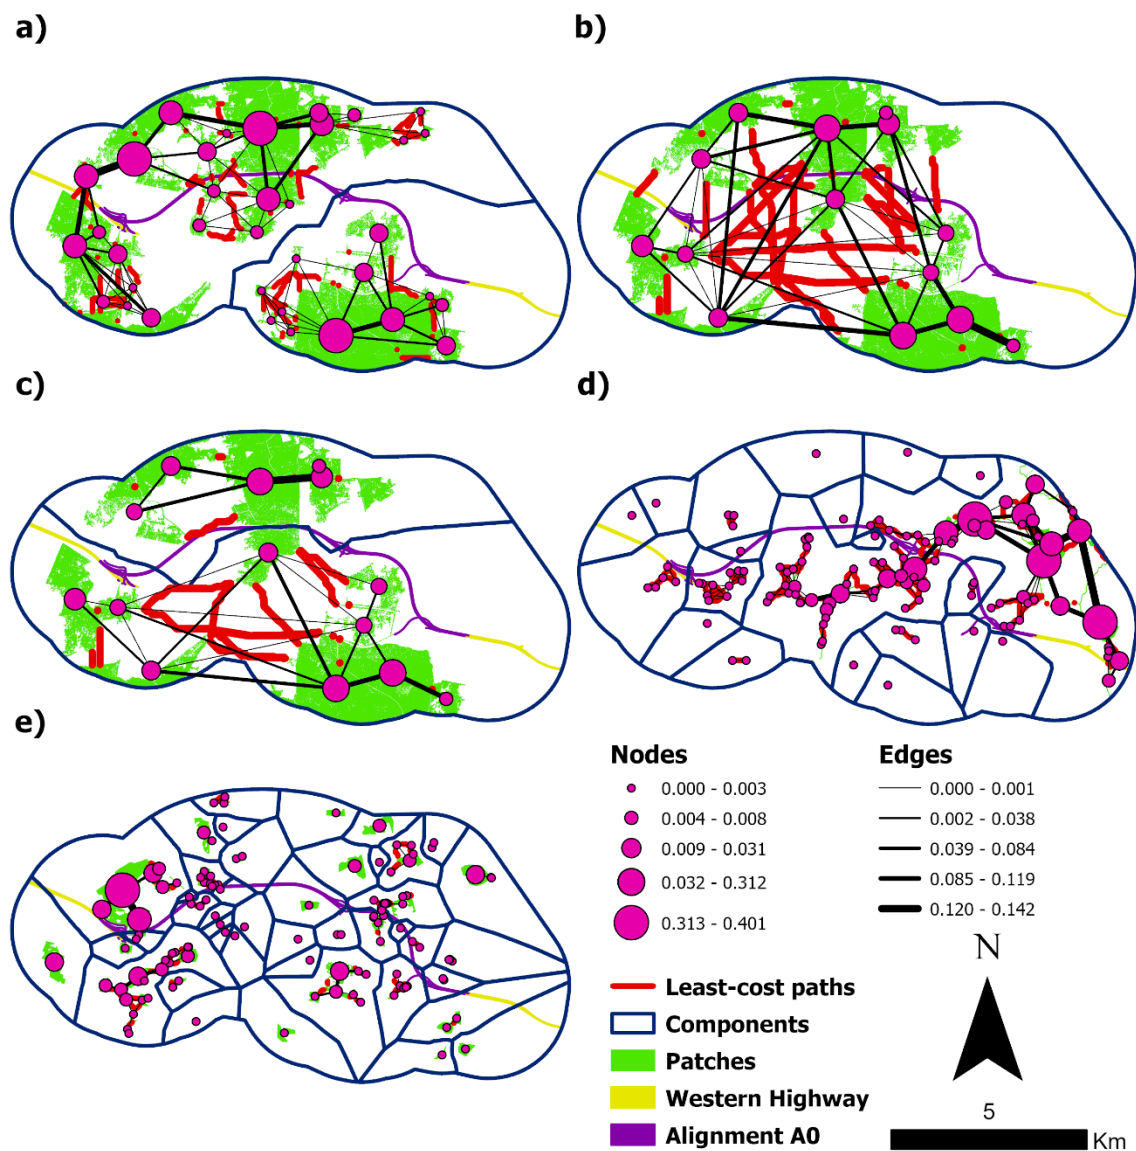 a)
b)
c)
d)
e)
Nodes
0.000 - 0.003
0.004 - 0.008
0.009 - 0.031
0.032 - 0.312
0.313 - 0.401
Edges
0.000 - 0.001
0.002 - 0.038
0.039 - 0.084
0.085 - 0.119
0.120 - 0.142
Least-cost paths
Components
Patches
Western Highway
Alignment A0
N
5
Km